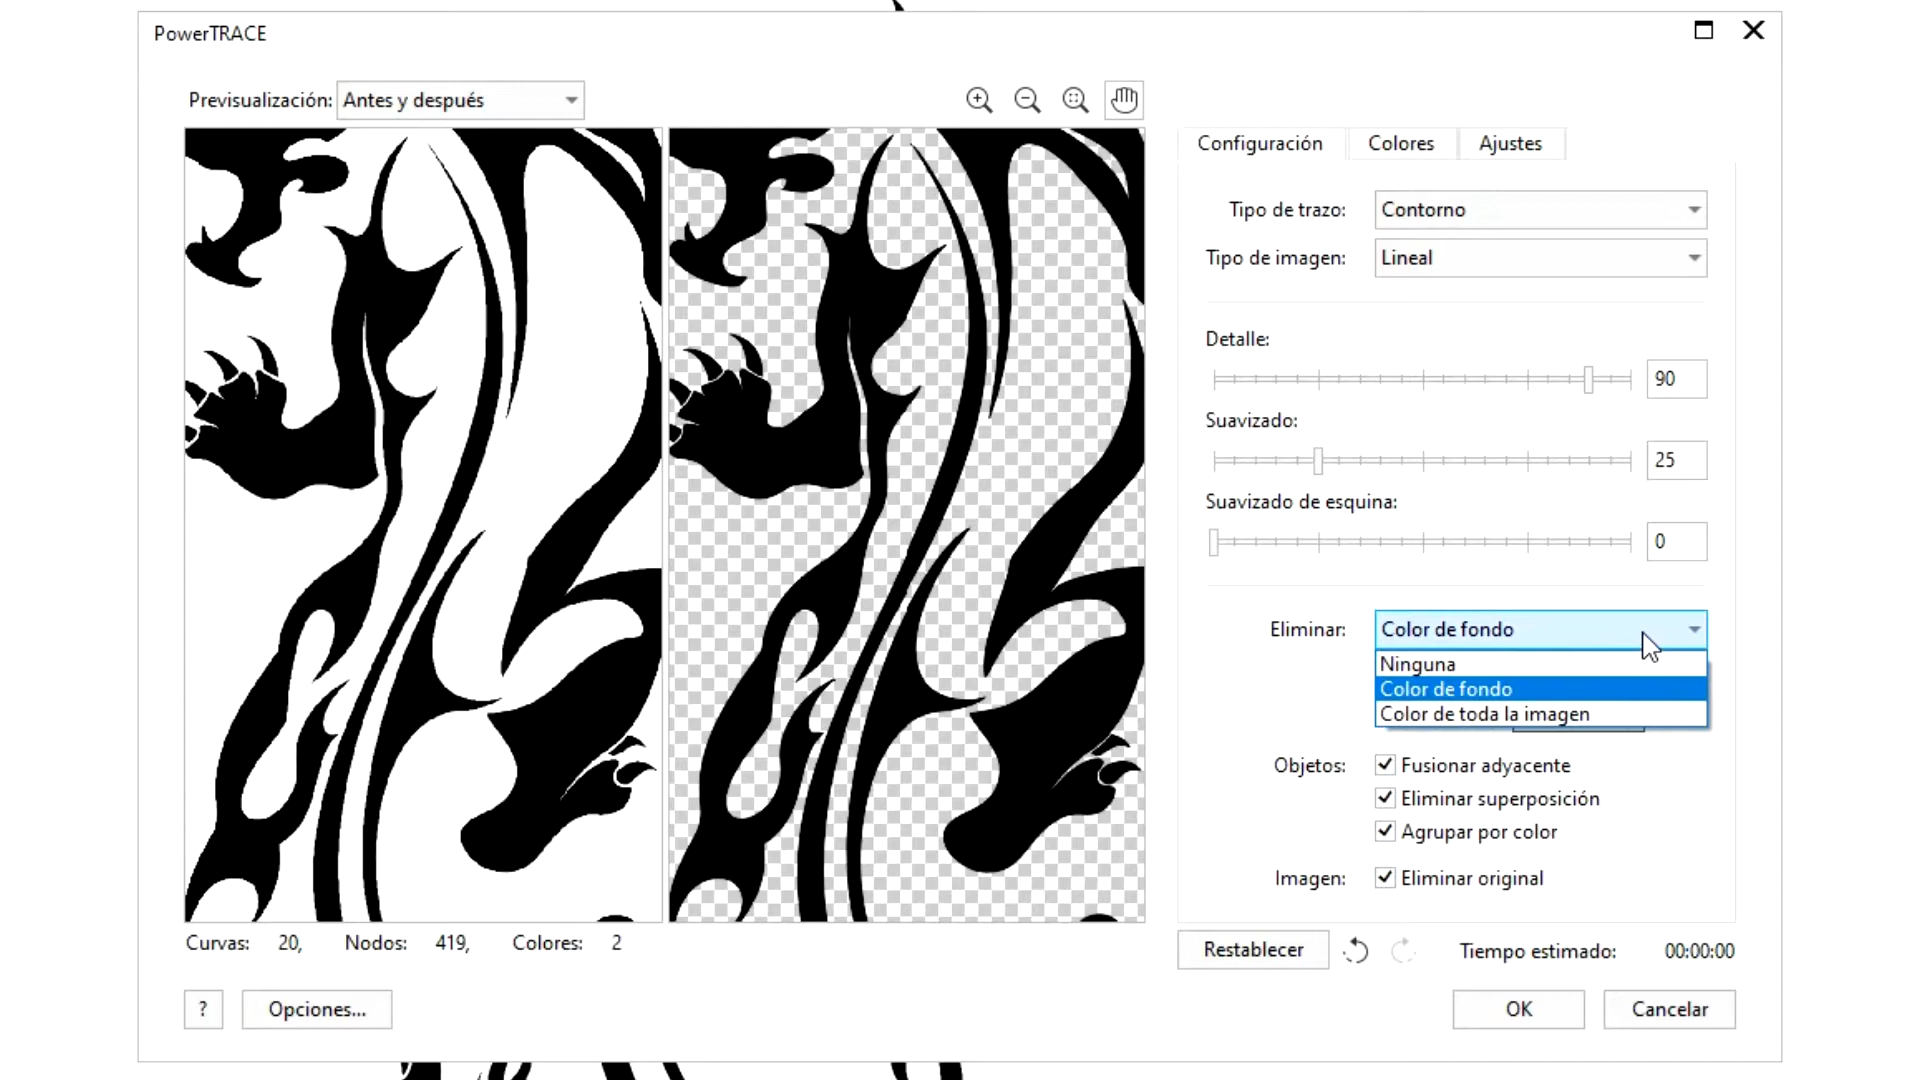 PowerTRACE
Previsualización: Antes y después
Configuración Colores Ajustes
Tipo de trazo: Contorno
Tipo de imagen: Lineal
Detalle:
90
Suavizado:
25
Suavizado de esquina:
0
Eliminar: Color de fondo
Ninguna
Color de fondo
Color de toda la imagen
Objetos: Fusionar adyacente
Eliminar superposición
Agrupar por color
Imagen: Eliminar original
Curvas: 20, Nodos: 419, Colores: 2
Restablecer Tiempo estimado: 00:00:00
? Opciones... OK Cancelar